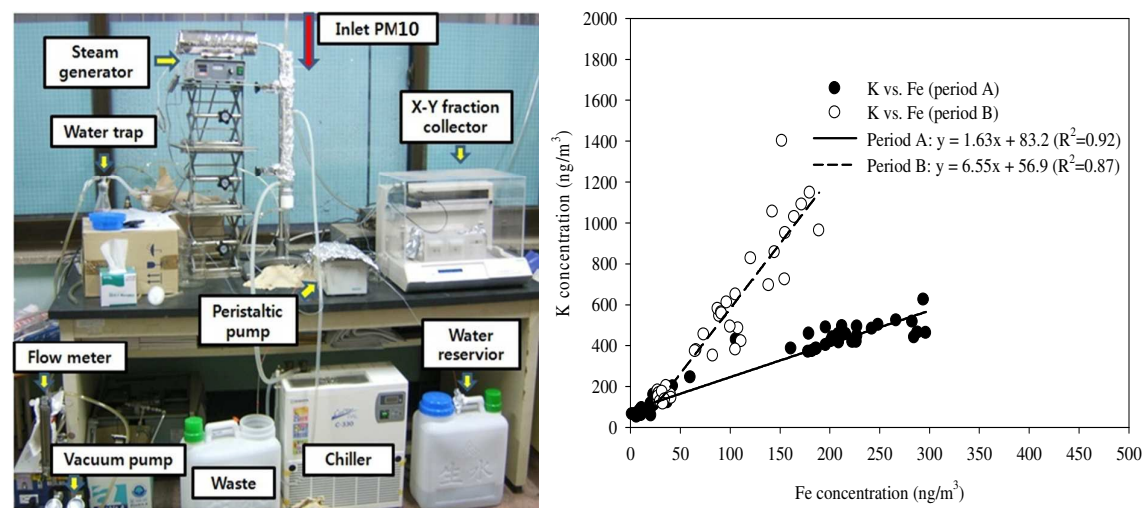 Inlet PM10
Steam
generator
X-Y fraction
collector
Water trap
Peristaltic
pump
Water
reservior
Flow meter
Vacuum pump
Waste
Chiller
C-330
生水
K concentration (ng/m³)
2000
1800
1600
1400
1200
1000
800
600
400
200
0
K vs. Fe (period A)
K vs. Fe (period B)
Period A: y = 1.63x + 83.2 (R²=0.92)
Period B: y = 6.55x + 56.9 (R²=0.87)
0 50 100 150 200 250 300 350 400 450 500
Fe concentration (ng/m³)